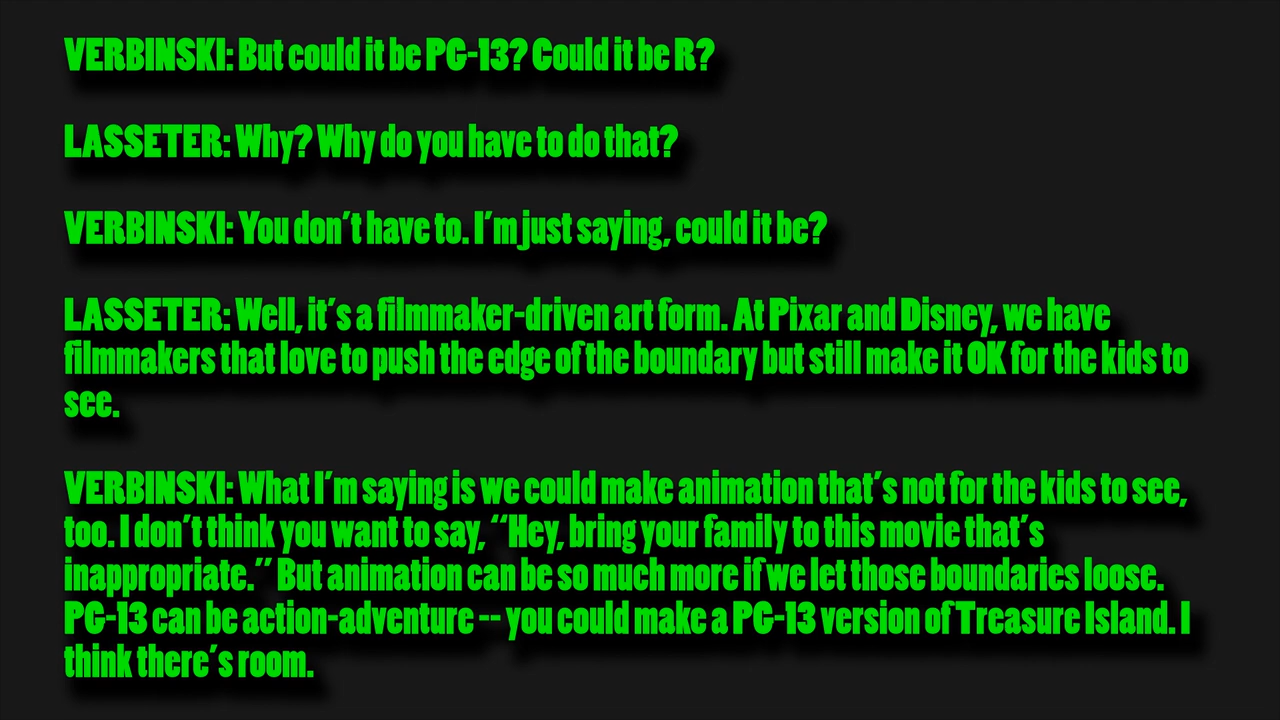 VERBINSKI: But could it be PG-13? Could it be R?
LASSETER: Why? Why do you have to do that?
VERBINSKI: You don't have to. I'm just saying, could it be?
LASSETER: Well, it's a filmmaker-driven art form. At Pixar and Disney, we have
filmmakers that love to push the edge of the boundary but still make it OK for the kids to
see.
VERBINSKI: What I'm saying is we could make animation that's not for the kids to see,
too. I don't think you want to say, “Hey, bring your family to this movie that's
inappropriate.” But animation can be so much more if we let those boundaries loose.
PG-13 can be action-adventure -- you could make a PG-13 version of Treasure Island. I
think there's room.